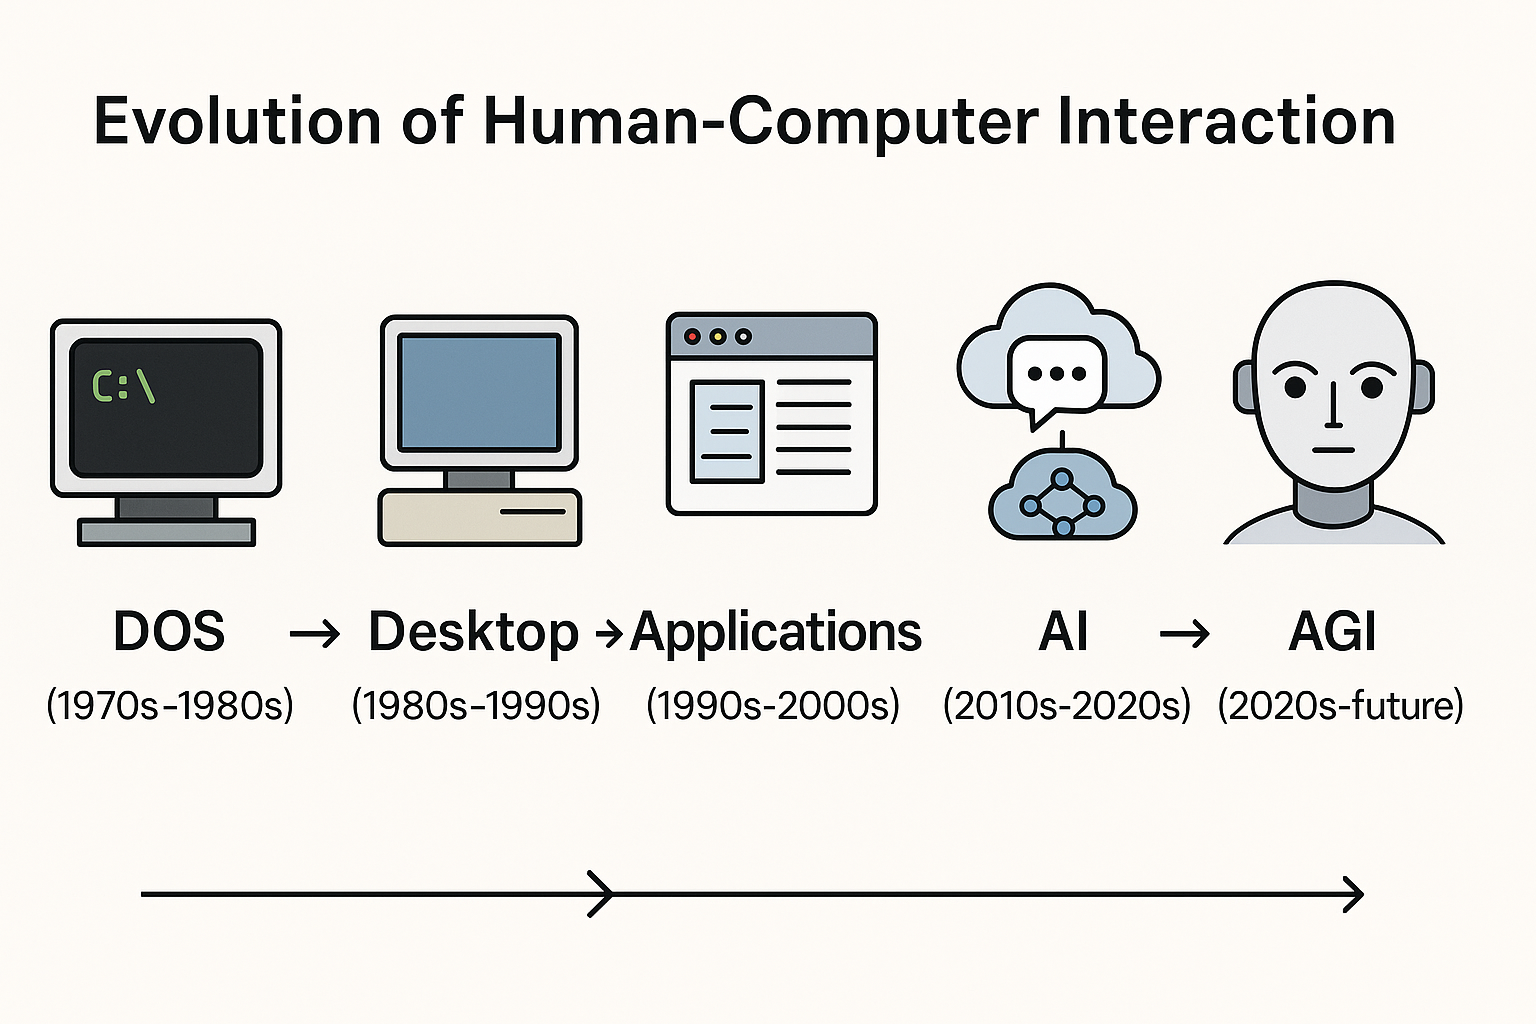 Evolution of Human-Computer Interaction
C:\
DOS → Desktop → Applications AI → AGI
(1970s-1980s) (1980s-1990s) (1990s-2000s) (2010s-2020s) (2020s-future)